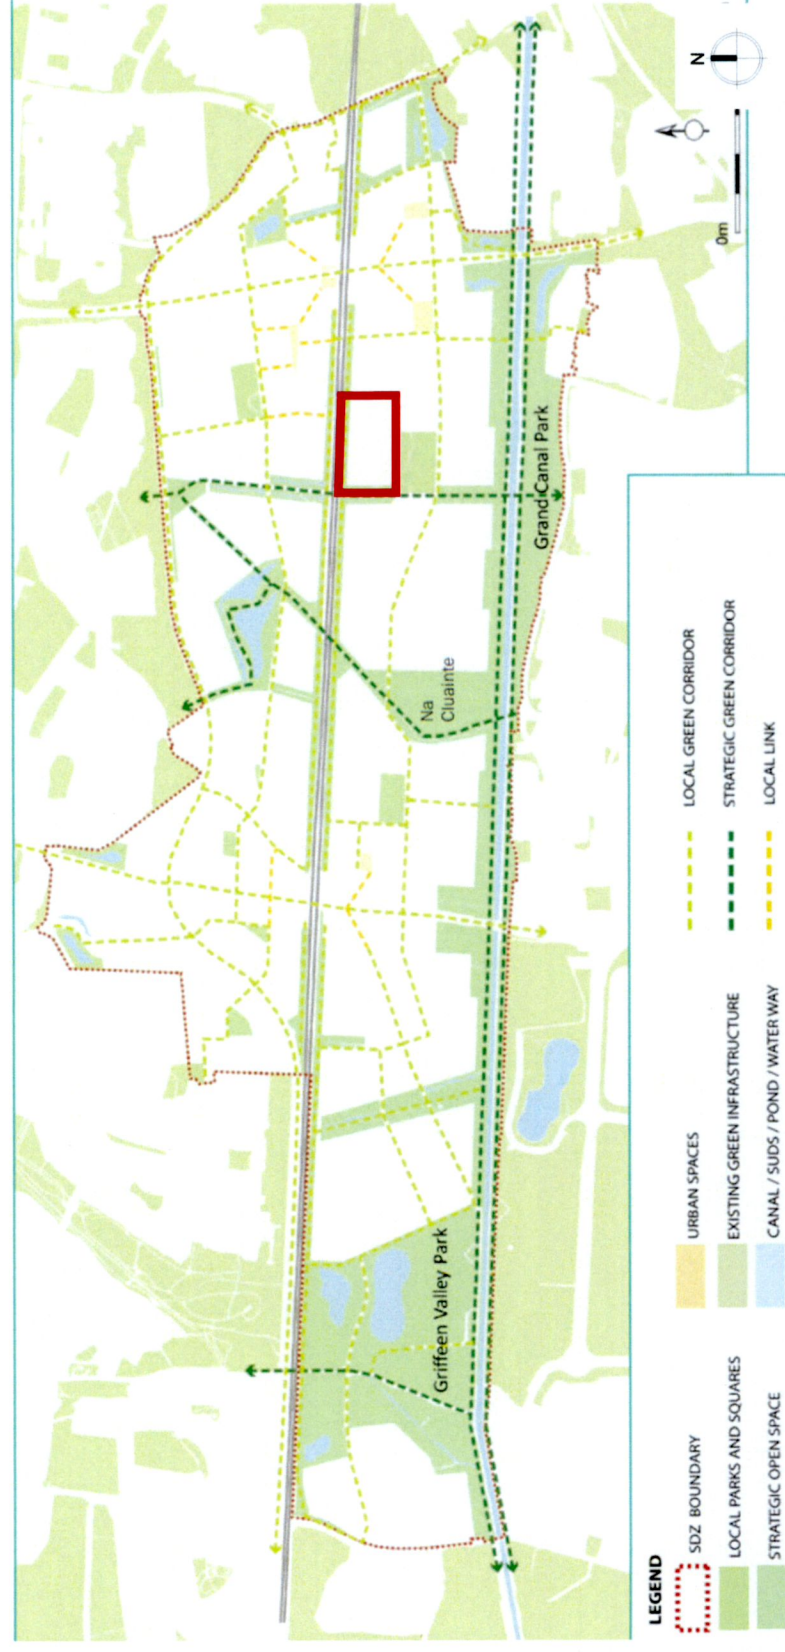 N
0m
Grand Canal Park
Na
Cluainte
Griffeen Valley Park
LEGEND
SDZ BOUNDARY
LOCAL PARKS AND SQUARES
STRATEGIC OPEN SPACE
URBAN SPACES
EXISTING GREEN INFRASTRUCTURE
CANAL / SUDS / POND / WATER WAY
LOCAL GREEN CORRIDOR
STRATEGIC GREEN CORRIDOR
LOCAL LINK